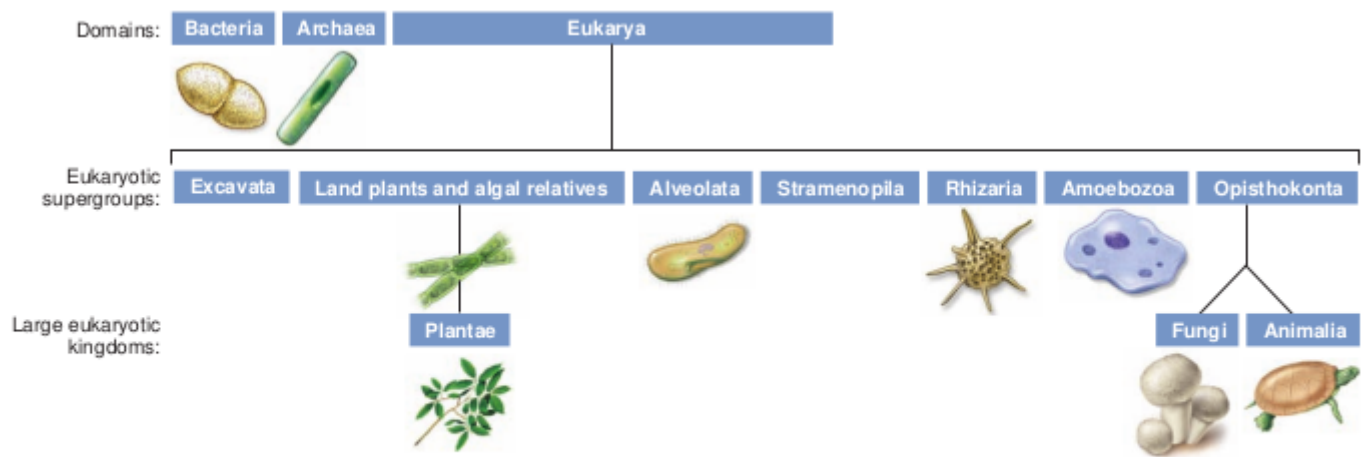 Domains: Bacteria Archaea Eukarya
Eukaryotic
supergroups:
Excavata Land plants and algal relatives Alveolata Stramenopila Rhizaria Amoebozoa Opisthokonta
Large eukaryotic
kingdoms:
Plantae Fungi Animalia